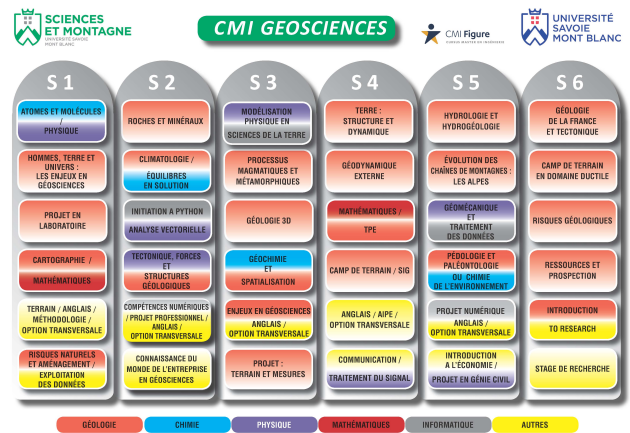 SCIENCES
ET MONTAGNE
UNIVERSITÉ SAVOIE
MONT BLANC
CMI GEOSCIENCES
CMI Figure
CURSUS MASTER EN INGÉNIERIE
UNIVERSITÉ
SAVOIE
MONT BLANC
S 1
ATOMES ET MOLÉCULES
/
PHYSIQUE
HOMMES, TERRE ET
UNIVERS :
LES ENJEUX EN
GÉOSCIENCES
PROJET EN
LABORATOIRE
CARTOGRAPHIE /
MATHÉMATIQUES
TERRAIN / ANGLAIS /
MÉTHODOLOGIE /
OPTION TRANSVERSALE
RISQUES NATURELS
ET AMÉNAGEMENT /
EXPLOITATION
DES DONNÉES
S 2
ROCHES ET MINÉRAUX
CLIMATOLOGIE /
ÉQUILIBRES
EN SOLUTION
INITIATION A PYTHON
ANALYSE VECTORIELLE
TECTONIQUE, FORCES
ET
STRUCTURES
GÉOLOGIQUES
COMPÉTENCES NUMÉRIQUES
/ PROJET PROFESSIONNEL /
ANGLAIS /
OPTION TRANSVERSALE
CONNAISSANCE DU
MONDE DE L'ENTREPRISE
EN GÉOSCIENCES
S 3
MODÉLISATION
PHYSIQUE EN
SCIENCES DE LA TERRE
PROCESSUS
MAGMATIQUES ET
MÉTAMORPHIQUES
GÉOLOGIE 3D
GÉOCHIMIE
ET
SPATIALISATION
ENJEUX EN GÉOSCIENCES
ANGLAIS /
OPTION TRANSVERSALE
PROJET :
TERRAIN ET MESURES
S 4
TERRE :
STRUCTURE ET
DYNAMIQUE
GÉODYNAMIQUE
EXTERNE
MATHÉMATIQUES /
TPE
CAMP DE TERRAIN / SIG
ANGLAIS / AIPE /
OPTION TRANSVERSALE
COMMUNICATION /
TRAITEMENT DU SIGNAL
S 5
HYDROLOGIE ET
HYDROGÉOLOGIE
ÉVOLUTION DES
CHAÎNES DE MONTAGNES :
LES ALPES
GÉOMÉCANIQUE
ET
TRAITEMENT
DES DONNÉES
PÉDOLOGIE ET
PALÉONTOLOGIE
OU CHIMIE
DE L'ENVIRONNEMENT
PROJET NUMÉRIQUE
ANGLAIS /
OPTION TRANSVERSALE
INTRODUCTION
A L'ÉCONOMIE /
PROJET EN GÉNIE CIVIL
S 6
GÉOLOGIE
DE LA FRANCE
ET TECTONIQUE
CAMP DE TERRAIN
EN DOMAINE DUCTILE
RISQUES GÉOLOGIQUES
RESSOURCES ET
PROSPECTION
INTRODUCTION
TO RESEARCH
STAGE DE RECHERCHE
GÉOLOGIE
CHIMIE
PHYSIQUE
MATHÉMATIQUES
INFORMATIQUE
AUTRES